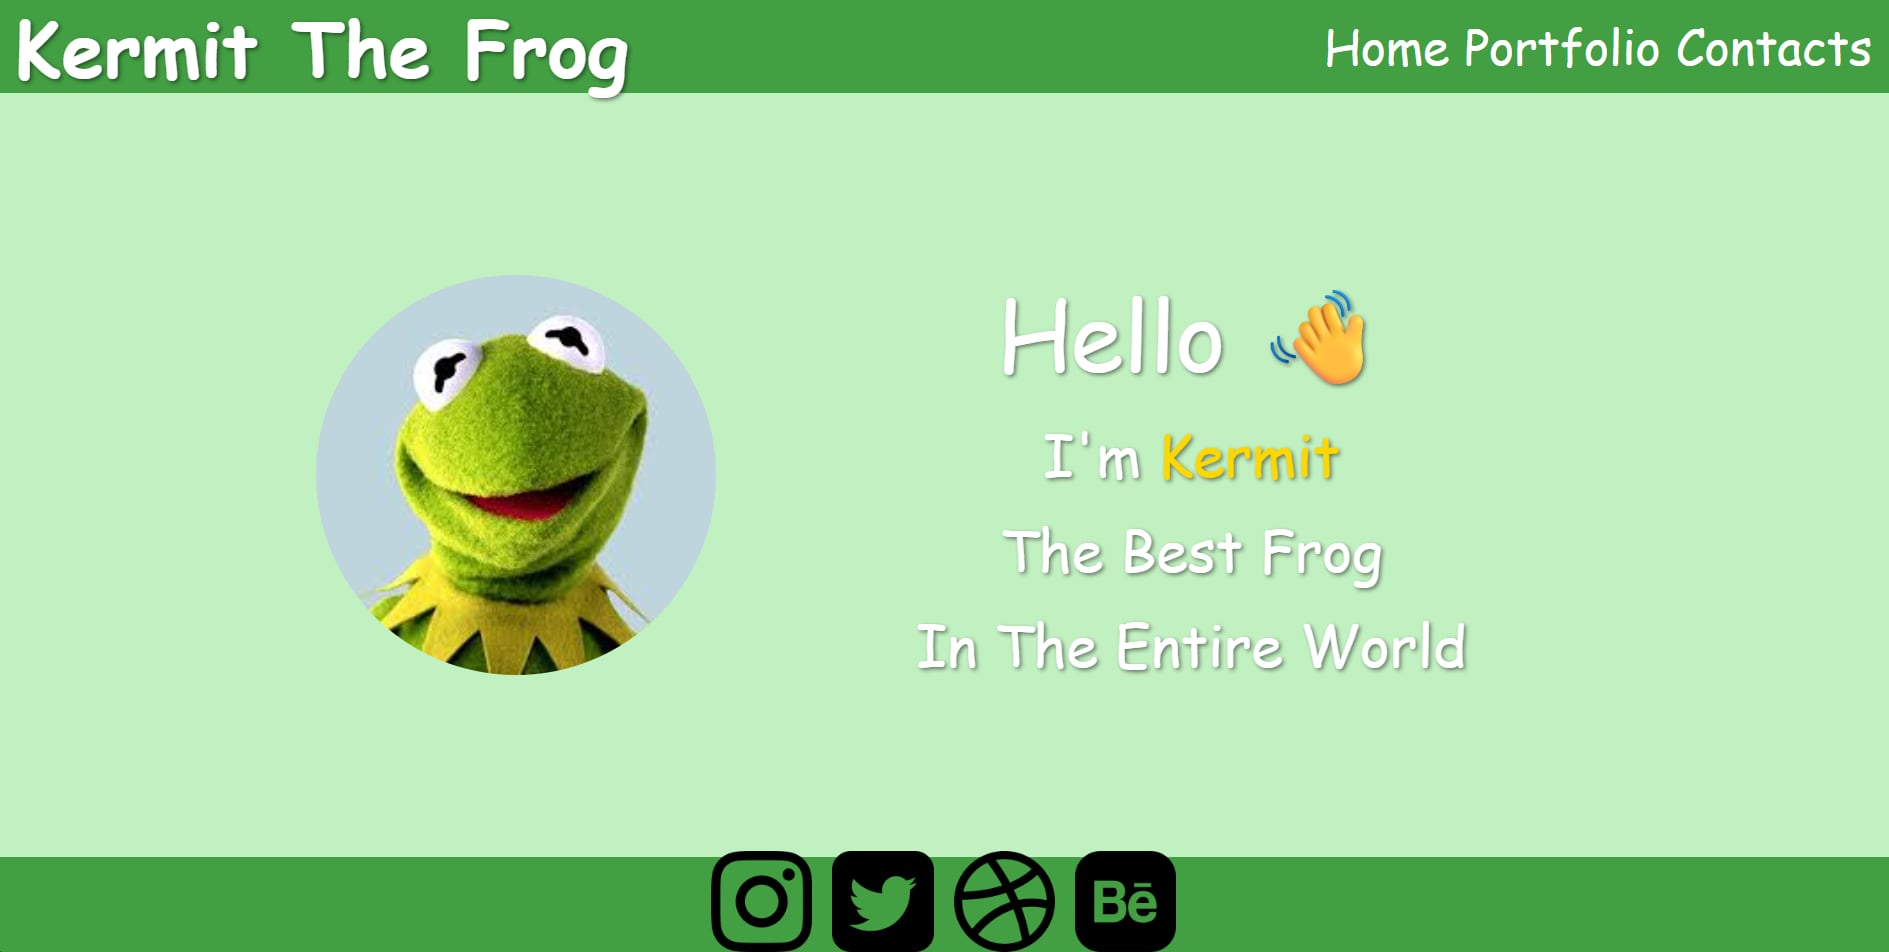 Kermit The Frog
Home Portfolio Contacts
Hello 👋
I'm Kermit
The Best Frog
In The Entire World
Bē